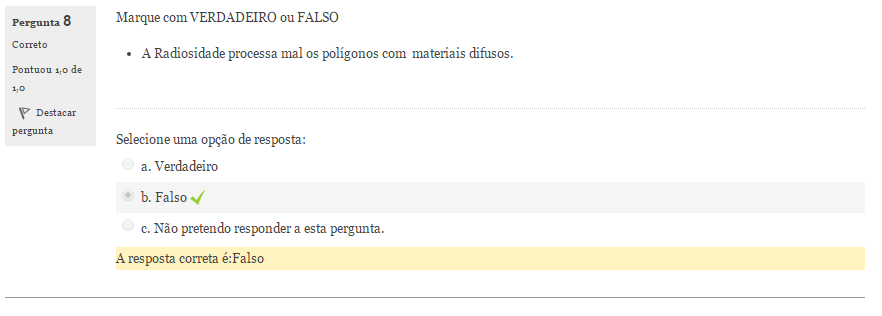 Pergunta 8
Correto
Pontuou 1,0 de
1,0
Destacar
pergunta
Marque com VERDADEIRO ou FALSO
• A Radiosidade processa mal os polígonos com materiais difusos.
Selecione uma opção de resposta:
a. Verdadeiro
b. Falso
c. Não pretendo responder a esta pergunta.
A resposta correta é:Falso